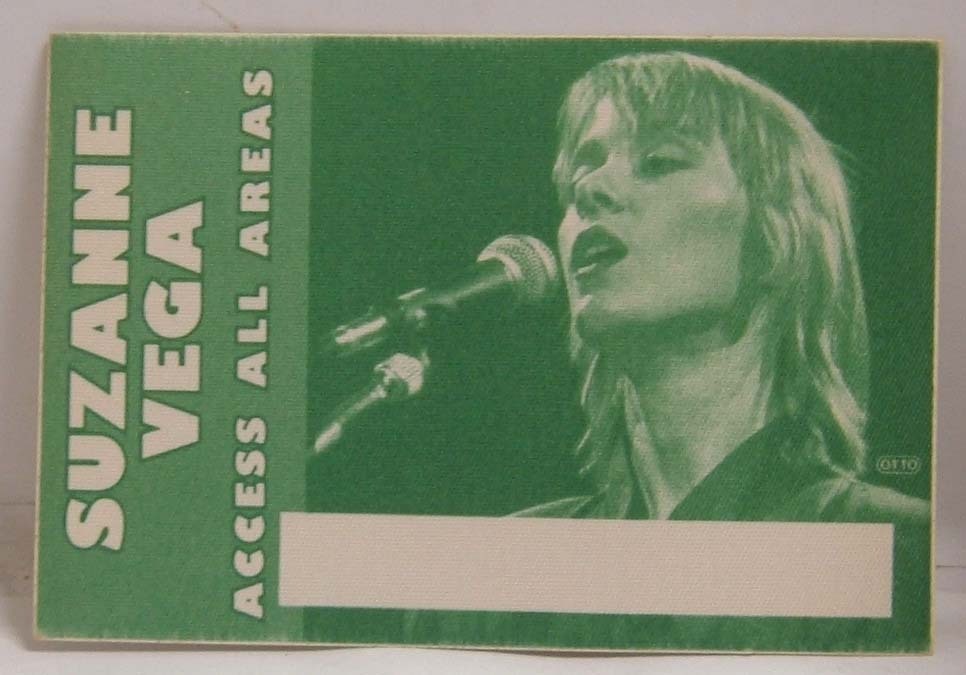 SUZANNE
VEGA
ACCESS ALL AREAS
OTTO